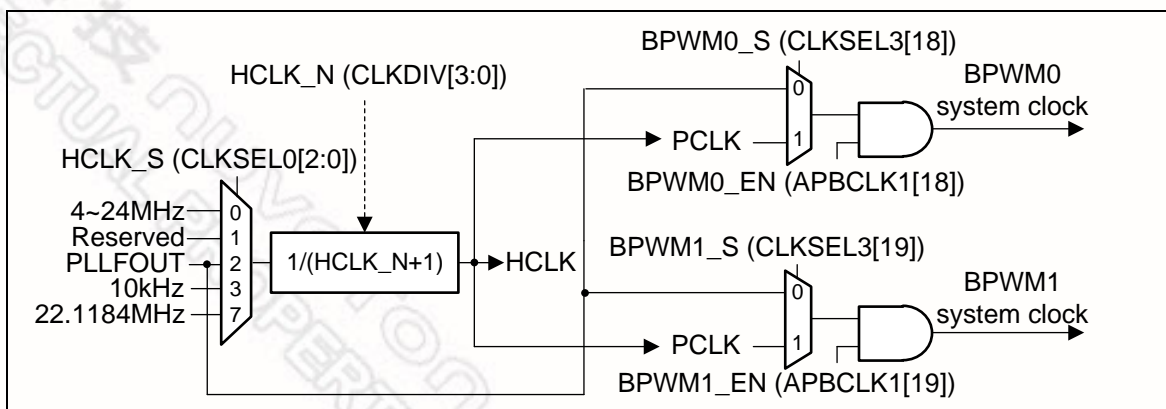 BPWM0_S (CLKSEL3[18])
HCLK_N (CLKDIV[3:0])
BPWM0
system clock
0
1
PCLK
HCLK_S (CLKSEL0[2:0])
BPWM0_EN (APBCLK1[18])
4~24MHz
0
Reserved
1
PLLFOUT
2
10kHz
3
22.1184MHz
7
1/(HCLK_N+1)
HCLK
BPWM1_S (CLKSEL3[19])
BPWM1
system clock
0
1
PCLK
BPWM1_EN (APBCLK1[19])